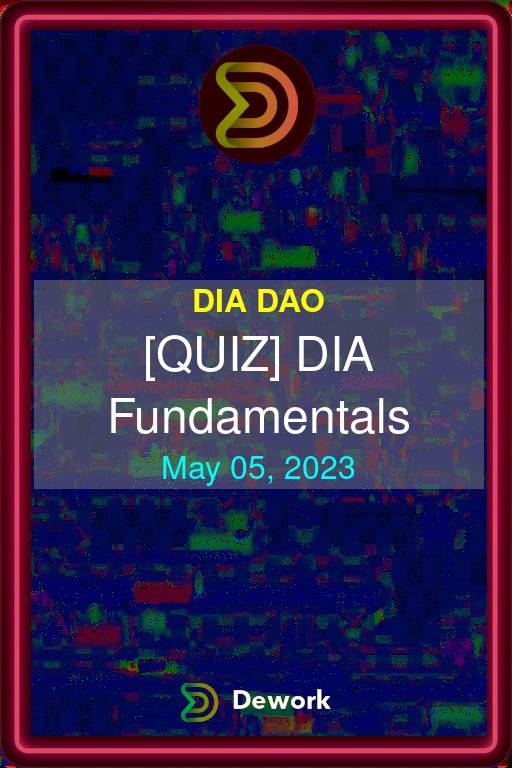 DIA DAO
[QUIZ] DIA
Fundamentals
May 05, 2023
Dework